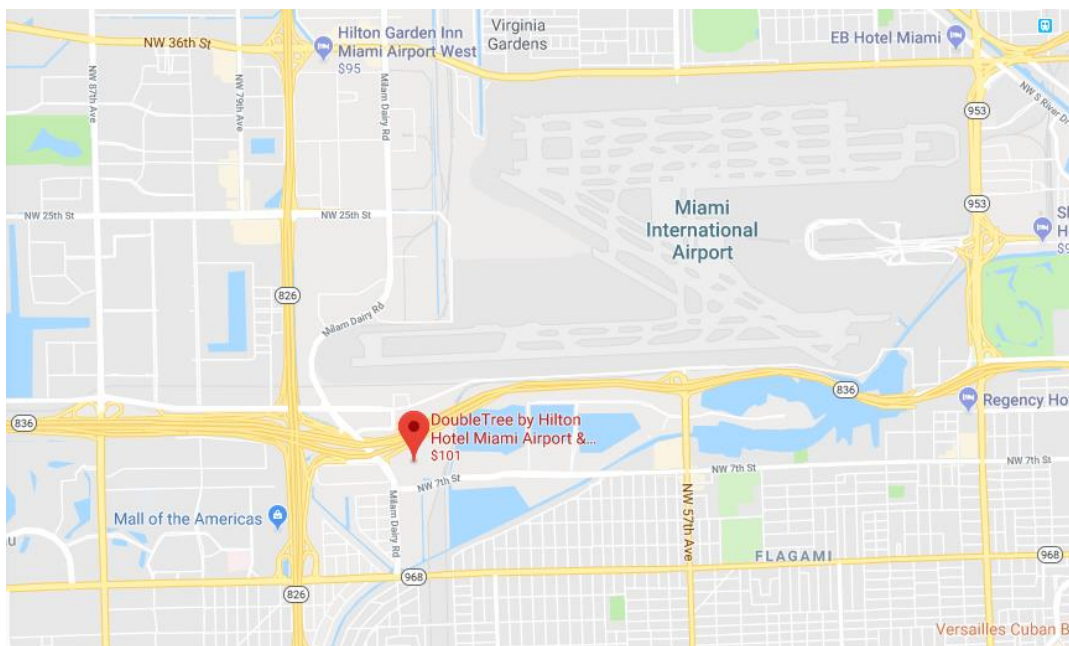 Virginia
Gardens
Hilton Garden Inn
Miami Airport West
$95
NW 36th St
EB Hotel Miami
NW 87th Ave
NW 79th Ave
Milam Dairy Rd
953
NW S River Dr
NW 25th St
NW 25th St
953
Miami
International
Airport
826
Milam Dairy Rd
836
836
DoubleTree by Hilton
Hotel Miami Airport &...
$101
Regency Ho
NW 7th St
NW 7th St
NW 7th St
Mall of the Americas
Milam Dairy Rd
NW 57th Ave
FLAGAMI
968
968
826
Versailles Cuban B